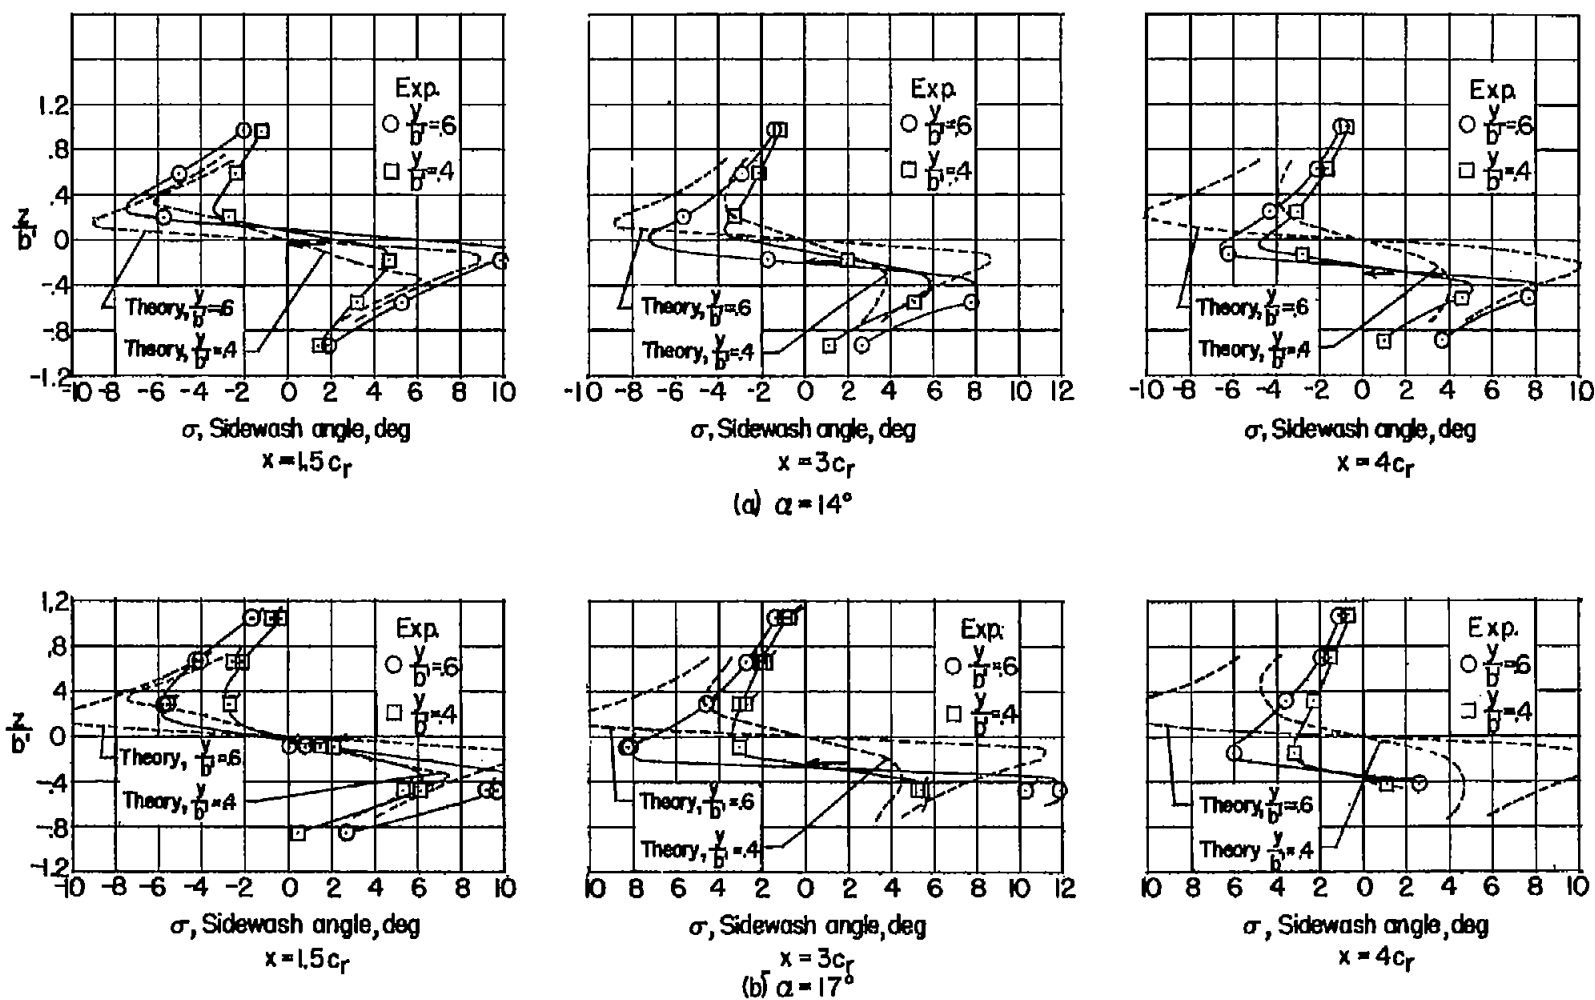 Exp. Exp. Exp.
1.2 ○ y/b' = .6 ○ y/b' = .6 ○ y/b' = .6
.8 □ y/b' = .4 □ y/b' = .4 □ y/b' = .4
.4
z/b' 0
-.4 Theory, y/b' = .6 Theory, y/b' = .6 Theory, y/b' = .6
-.8 Theory, y/b' = .4 Theory, y/b' = .4 Theory, y/b' = .4
-1.2
-10 -8 -6 -4 -2 0 2 4 6 8 10 -10 -8 -6 -4 -2 0 2 4 6 8 10 12 -10 -8 -6 -4 -2 0 2 4 6 8 10
σ, Sidewash angle, deg σ, Sidewash angle, deg σ, Sidewash angle, deg
x = 1.5 cr x = 3cr x = 4cr
(a) α = 14°
1.2 Exp. Exp. Exp.
.8 ○ y/b' = .6 ○ y/b' = .6 ○ y/b' = .6
.4 □ y/b' = .4 □ y/b' = .4 □ y/b' = .4
z/b' 0
-.4 Theory, y/b' = .6 Theory, y/b' = .6 Theory, y/b' = .6
-.8 Theory, y/b' = .4 Theory, y/b' = .4 Theory y/b' = .4
-1.2
-10 -8 -6 -4 -2 0 2 4 6 8 10 10 8 6 4 2 0 2 4 6 8 10 12 10 8 6 4 2 0 2 4 6 8 10
σ, Sidewash angle, deg σ, Sidewash angle, deg σ, Sidewash angle, deg
x = 1.5cr x = 3cr x = 4cr
(b) α = 17°